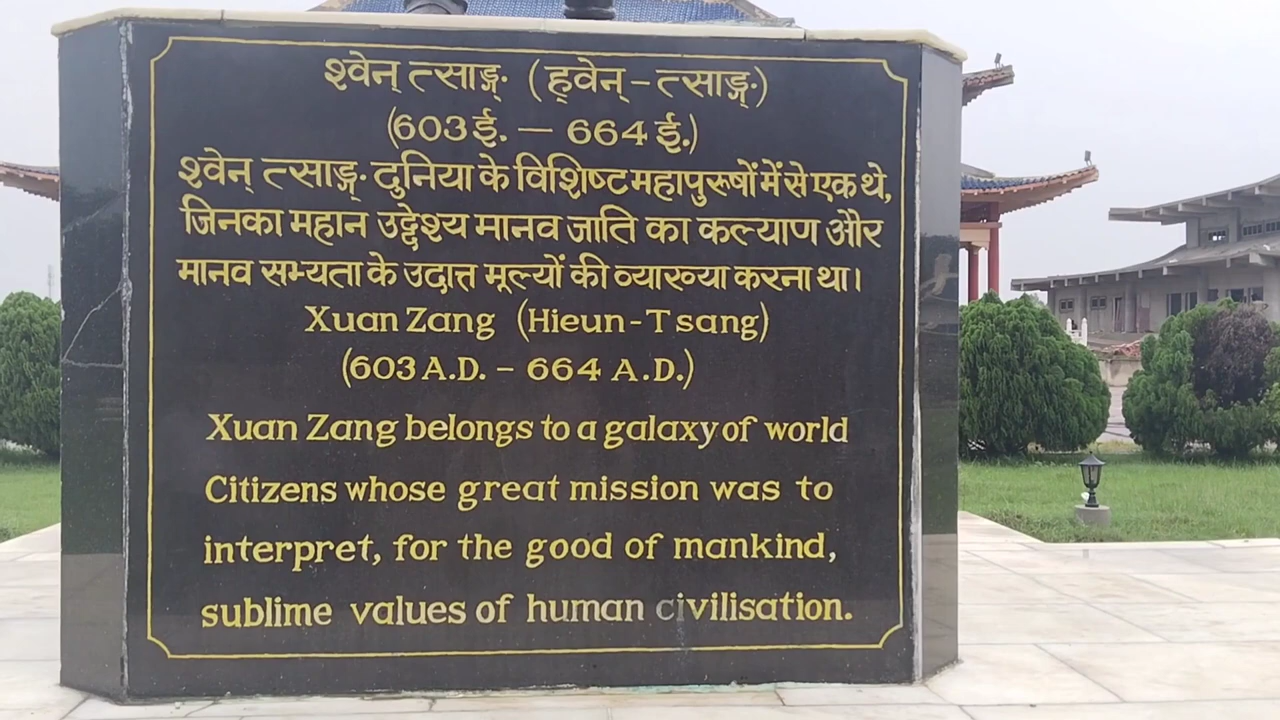 श्वेन् त्साङ्ग. (ह्वेन्-त्साङ्ग.)
(603 ई. — 664 ई.)
श्वेन् त्साङ्ग. दुनिया के विशिष्ट महापुरूषों में से एक थे,
जिनका महान उद्देश्य मानव जाति का कल्याण और
मानव सभ्यता के उदात्त मूल्यों की व्याख्या करना था।
Xuan Zang (Hieun-Tsang)
(603 A.D. – 664 A.D.)
Xuan Zang belongs to a galaxy of world
Citizens whose great mission was to
interpret, for the good of mankind,
sublime values of human civilisation.